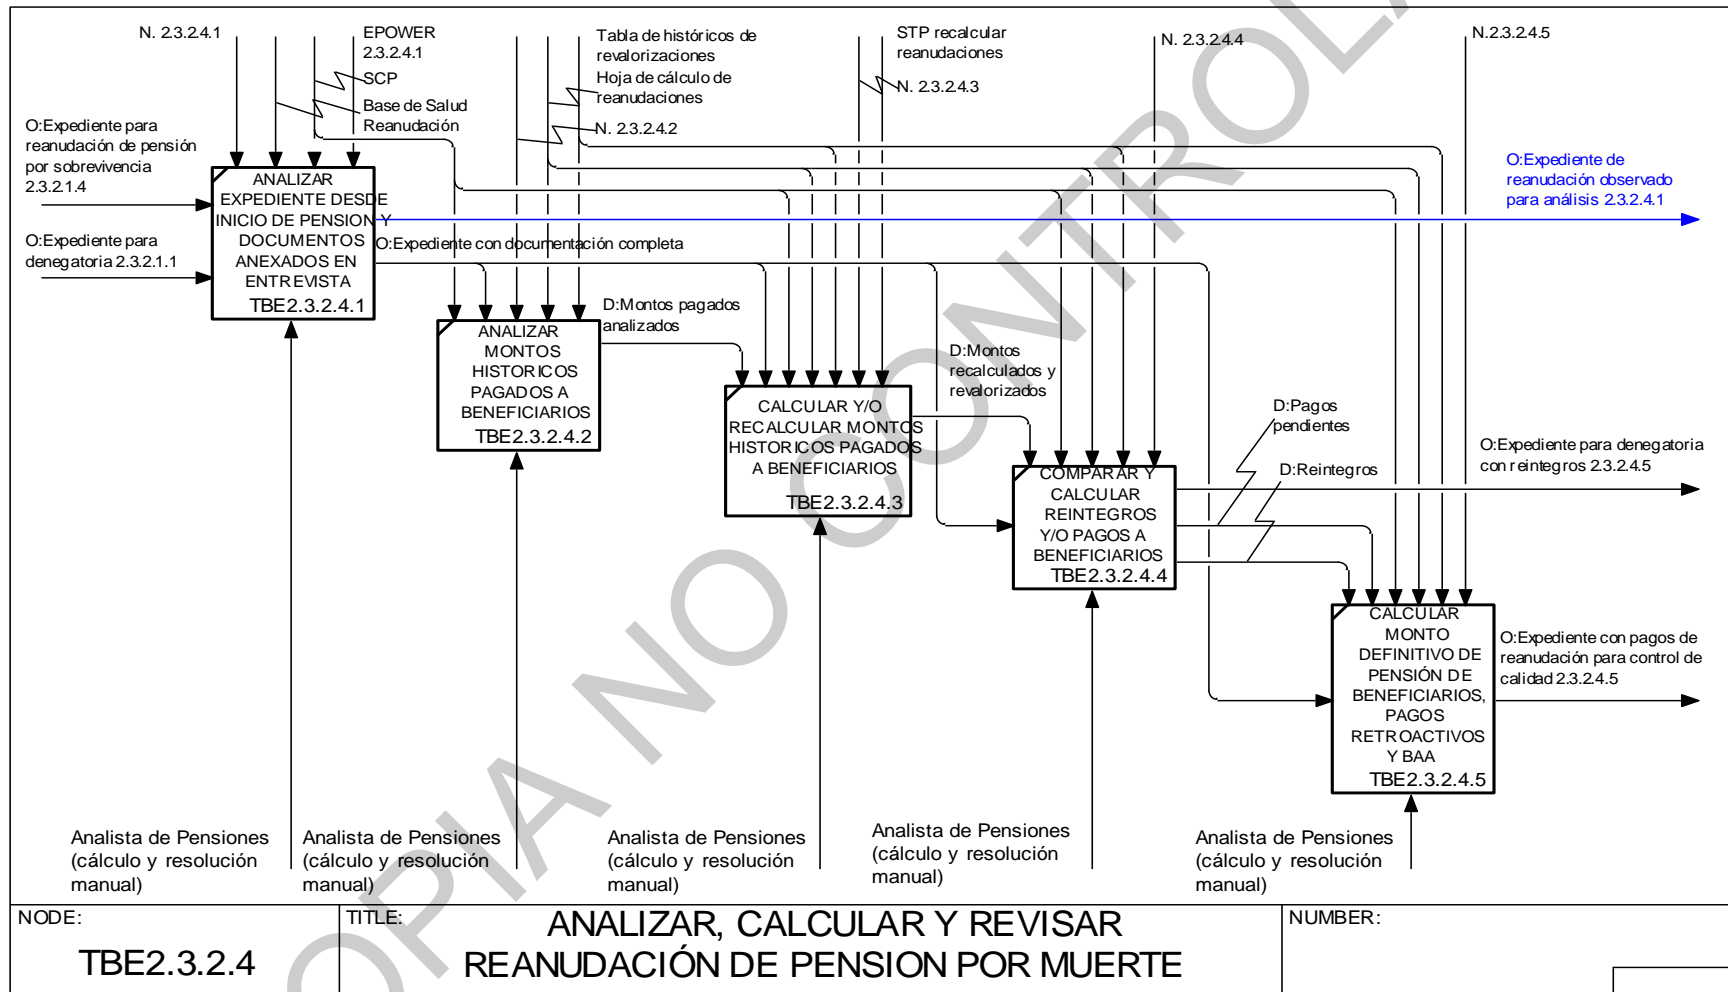 N. 2.3.2.4.1
EPOWER
2.3.2.4.1
SCP
Base de Salud
Reanudación
Tabla de históricos de
revalorizaciones
Hoja de cálculo de
reanudaciones
N. 2.3.2.4.2
STP recalcular
reanudaciones
N. 2.3.2.4.3
N. 2.3.2.4.4
N.2.3.2.4.5
O:Expediente para
reanudación de pensión
por sobrevivencia
2.3.2.1.4
O:Expediente para
denegatoria 2.3.2.1.1
ANALIZAR
EXPEDIENTE DESDE
INICIO DE PENSION Y
DOCUMENTOS
ANEXADOS EN
ENTREVISTA
TBE2.3.2.4.1
O:Expediente de
reanudación observado
para análisis 2.3.2.4.1
O:Expediente con documentación completa
ANALIZAR
MONTOS
HISTORICOS
PAGADOS A
BENEFICIARIOS
TBE2.3.2.4.2
D:Montos pagados
analizados
CALCULAR Y/O
RECALCULAR MONTOS
HISTORICOS PAGADOS
A BENEFICIARIOS
TBE2.3.2.4.3
D:Montos
recalculados y
revalorizados
COMPARAR Y
CALCULAR
REINTEGROS
Y/O PAGOS A
BENEFICIARIOS
TBE2.3.2.4.4
D:Pagos
pendientes
D:Reintegros
O:Expediente para denegatoria
con reintegros 2.3.2.4.5
CALCULAR
MONTO
DEFINITIVO DE
PENSIÓN DE
BENEFICIARIOS,
PAGOS
RETROACTIVOS
Y BAA
TBE2.3.2.4.5
O:Expediente con pagos de
reanudación para control de
calidad 2.3.2.4.5
Analista de Pensiones
(cálculo y resolución
manual)
Analista de Pensiones
(cálculo y resolución
manual)
Analista de Pensiones
(cálculo y resolución
manual)
Analista de Pensiones
(cálculo y resolución
manual)
Analista de Pensiones
(cálculo y resolución
manual)
NODE:
TBE2.3.2.4
TITLE:
ANALIZAR, CALCULAR Y REVISAR
REANUDACIÓN DE PENSION POR MUERTE
NUMBER:
OPIA NO CONTROLA